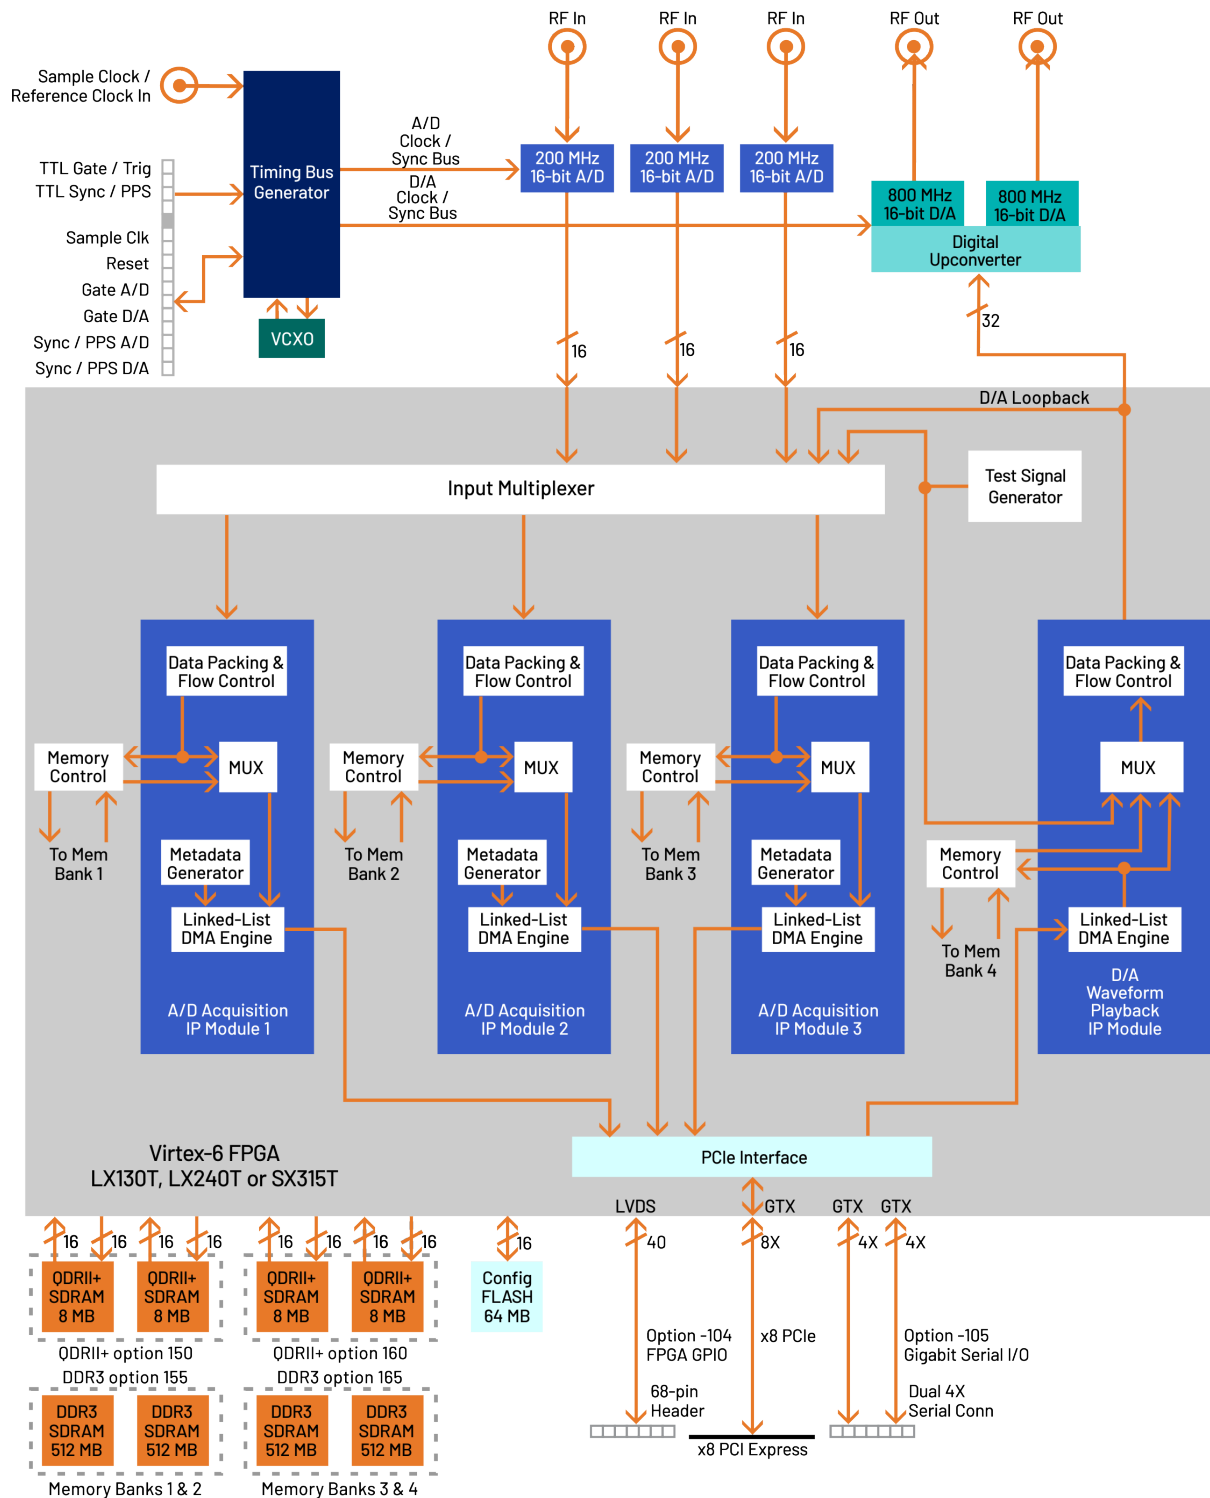 RF In
RF In
RF In
RF Out
RF Out
Sample Clock /
Reference Clock In
A/D
Clock /
Sync Bus
D/A
Clock /
Sync Bus
200 MHz
16-bit A/D
200 MHz
16-bit A/D
200 MHz
16-bit A/D
TTL Gate / Trig
TTL Sync / PPS
Timing Bus
Generator
800 MHz
16-bit D/A
800 MHz
16-bit D/A
Digital
Upconverter
Sample Clk
Reset
Gate A/D
Gate D/A
Sync / PPS A/D
Sync / PPS D/A
VCXO
16
16
16
32
D/A Loopback
Input Multiplexer
Test Signal
Generator
Data Packing &
Flow Control
Data Packing &
Flow Control
Data Packing &
Flow Control
Data Packing &
Flow Control
Memory
Control
MUX
Memory
Control
MUX
Memory
Control
MUX
MUX
To Mem
Bank 1
Metadata
Generator
To Mem
Bank 2
Metadata
Generator
To Mem
Bank 3
Metadata
Generator
Memory
Control
Linked-List
DMA Engine
Linked-List
DMA Engine
Linked-List
DMA Engine
Linked-List
DMA Engine
To Mem
Bank 4
A/D Acquisition
IP Module 1
A/D Acquisition
IP Module 2
A/D Acquisition
IP Module 3
D/A
Waveform
Playback
IP Module
Virtex-6 FPGA
LX130T, LX240T or SX315T
PCIe Interface
LVDS
GTX
GTX
GTX
16
16
16
16
16
16
16
16
16
40
8X
4X
4X
QDRII+
SDRAM
8 MB
QDRII+
SDRAM
8 MB
QDRII+
SDRAM
8 MB
QDRII+
SDRAM
8 MB
Config
FLASH
64 MB
Option -104
FPGA GPIO
x8 PCIe
Option -105
Gigabit Serial I/O
QDRII+ option 150
QDRII+ option 160
DDR3 option 155
DDR3 option 165
68-pin
Header
Dual 4X
Serial Conn
DDR3
SDRAM
512 MB
DDR3
SDRAM
512 MB
DDR3
SDRAM
512 MB
DDR3
SDRAM
512 MB
x8 PCI Express
Memory Banks 1 & 2
Memory Banks 3 & 4